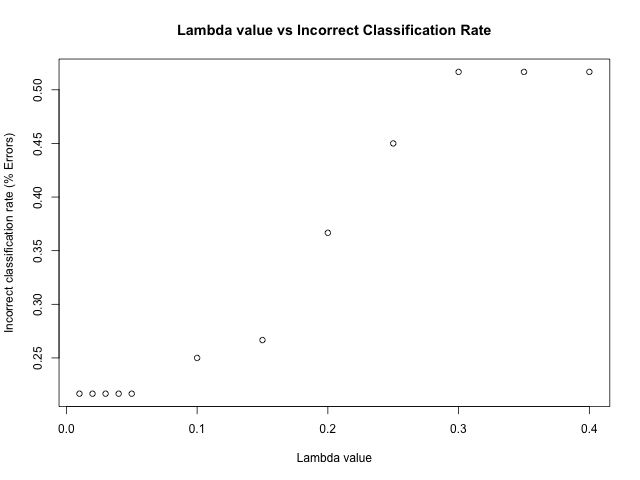 Lambda value vs Incorrect Classification Rate
Incorrect classification rate (% Errors)
0.50
0.45
0.40
0.35
0.30
0.25
0.0 0.1 0.2 0.3 0.4
Lambda value